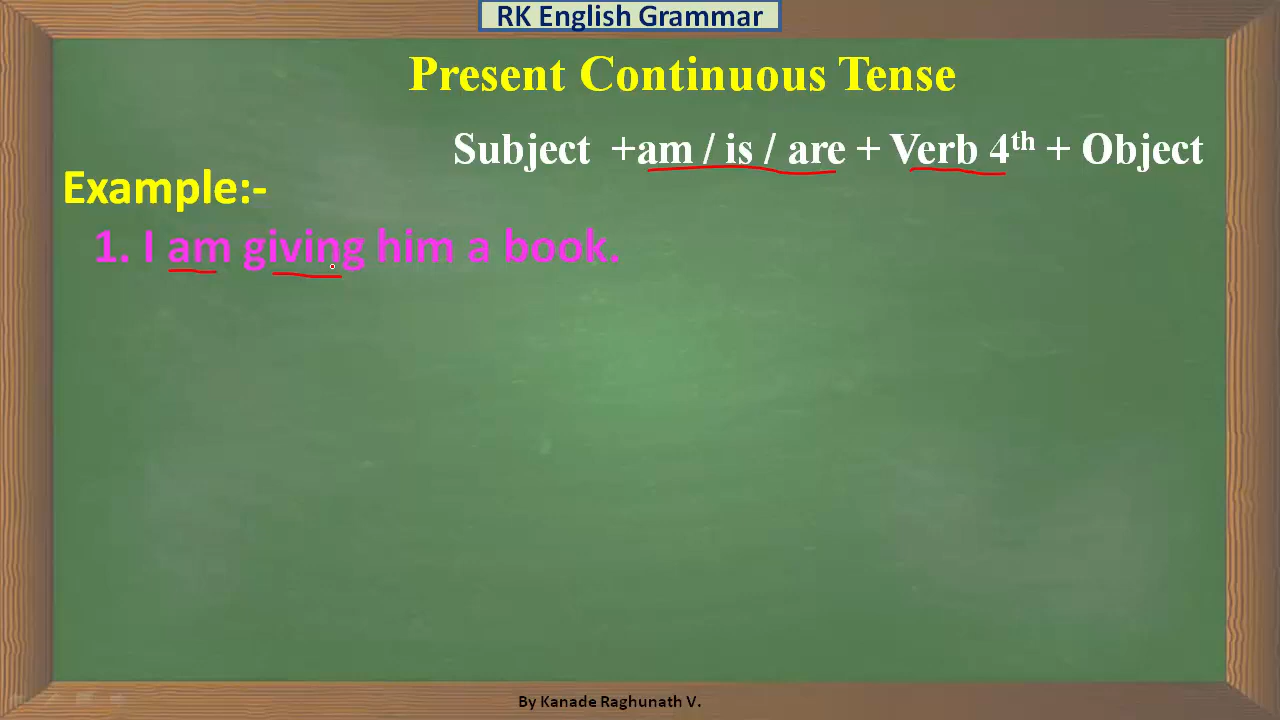 RK English Grammar
Present Continuous Tense
Subject +am / is / are + Verb 4th + Object
Example:-
1. I am giving him a book.
By Kanade Raghunath V.